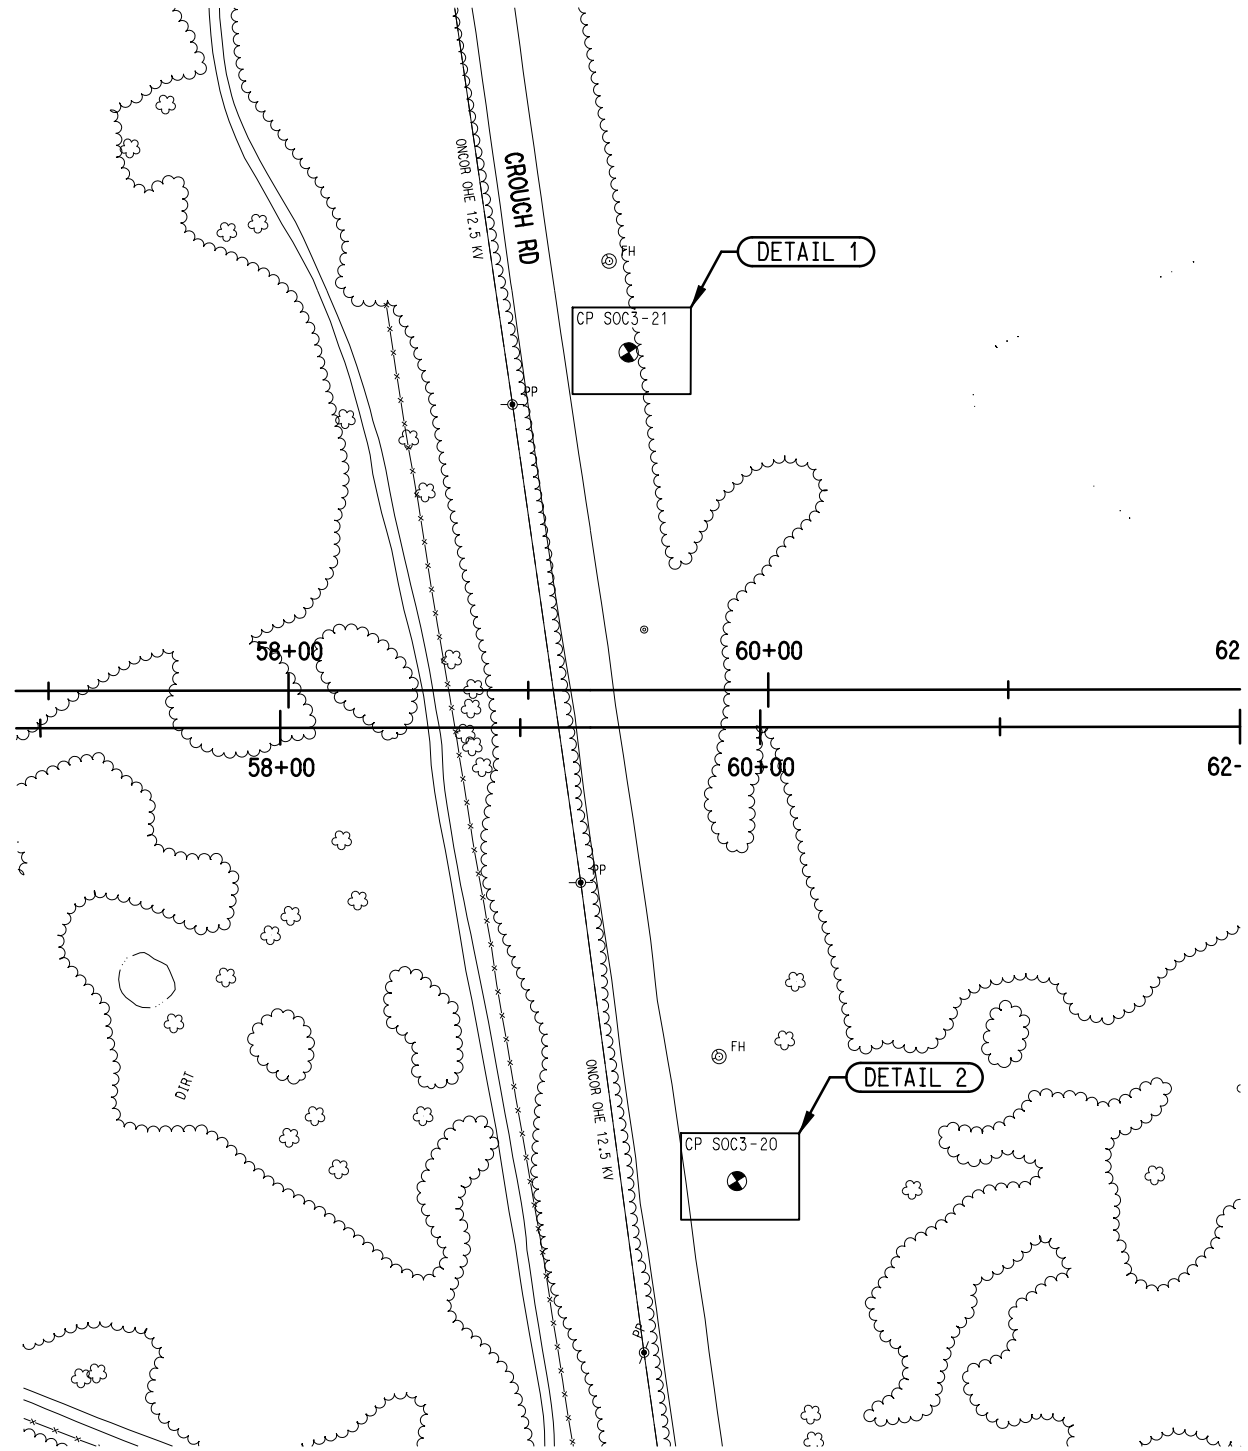 ONCOR OHE 12.5 KV
CROUCH RD
FH
DETAIL 1
CP SOC3-21
PP
58+00
60+00
62
58+00
60+00
62-
PP
FH
DETAIL 2
DIRT
ONCOR OHE 12.5 KV
CP SOC3-20
PP